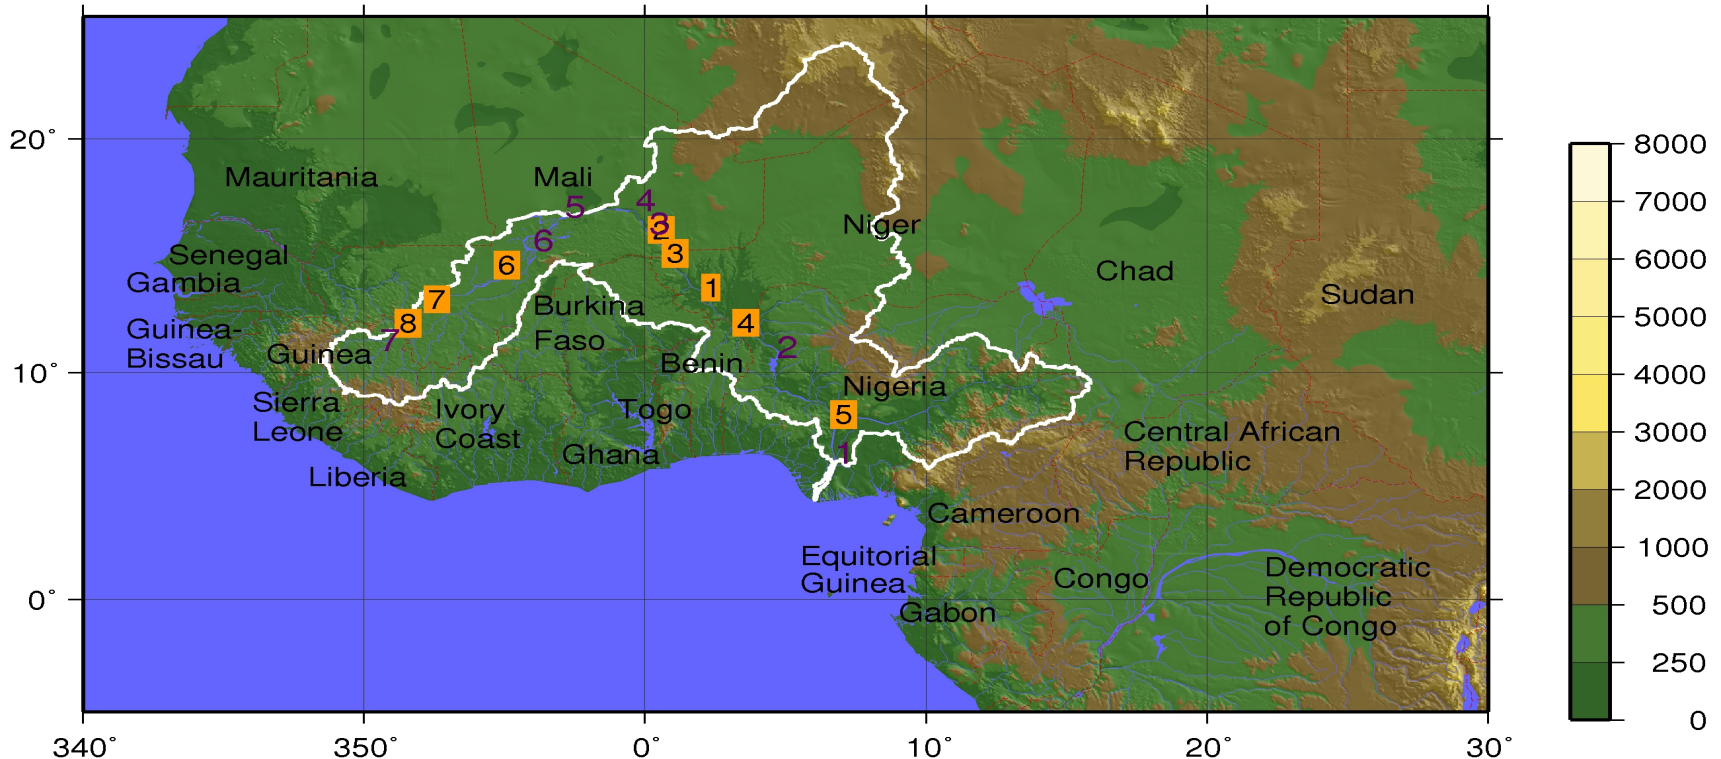 20°
10°
0°
340°
350°
0°
10°
20°
30°
8000
7000
6000
5000
4000
3000
2000
1000
500
250
0
Mauritania
Mali
Niger
Chad
Sudan
Senegal
Gambia
Guinea-
Bissau
Guinea
Burkina
Faso
Benin
Nigeria
Sierra
Leone
Ivory
Coast
Togo
Ghana
Liberia
Central African
Republic
Cameroon
Equitorial
Guinea
Gabon
Congo
Democratic
Republic
of Congo
4
5
3
2
6
3
6
1
7
4
8
7
2
5
1